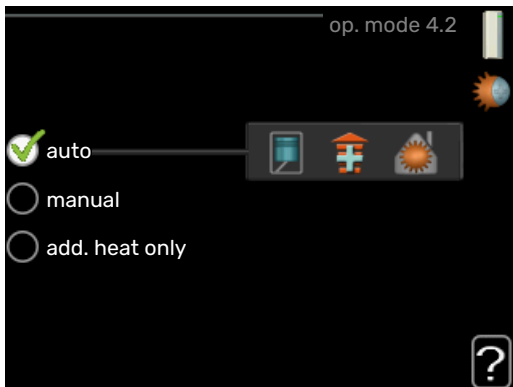 op. mode 4.2
auto
manual
add. heat only
?